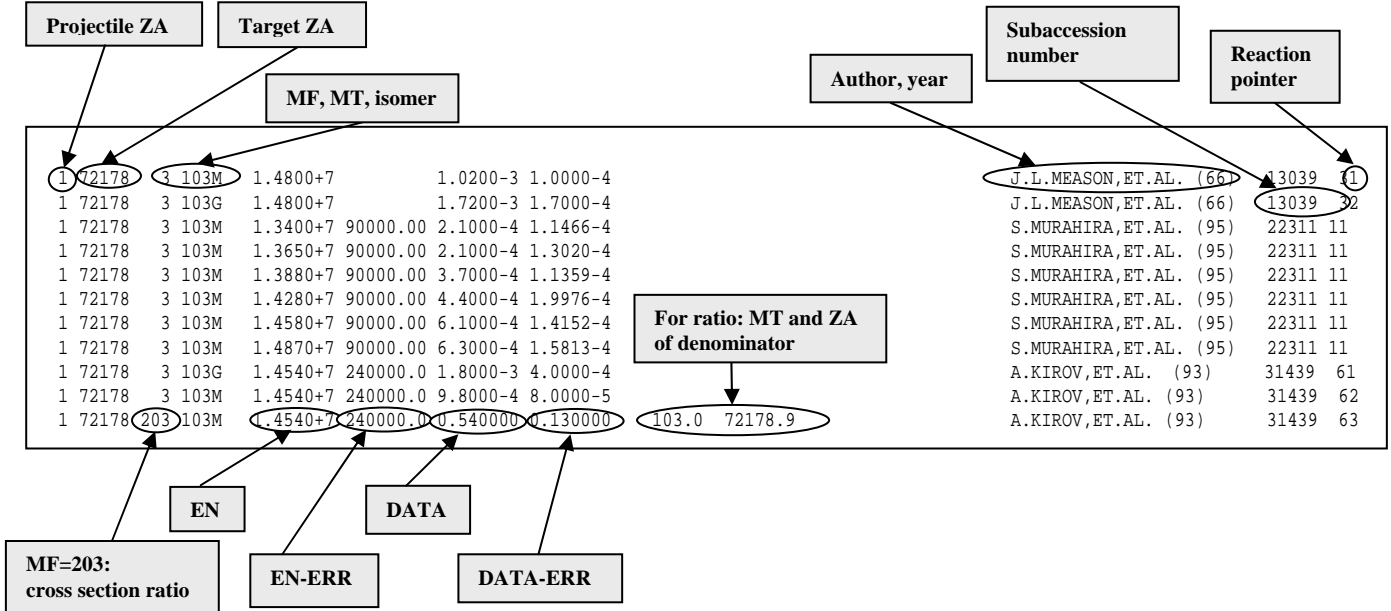 Projectile ZA
Target ZA
MF, MT, isomer
Author, year
Subaccession
number
Reaction
pointer
1 72178 3 103M 1.4800+7 1.0200-3 1.0000-4 J.L.MEASON,ET.AL. (66) 13039 31
1 72178 3 103G 1.4800+7 1.7200-3 1.7000-4 J.L.MEASON,ET.AL. (66) 13039 32
1 72178 3 103M 1.3400+7 90000.00 2.1000-4 1.1466-4 S.MURAHIRA,ET.AL. (95) 22311 11
1 72178 3 103M 1.3650+7 90000.00 2.1000-4 1.3020-4 S.MURAHIRA,ET.AL. (95) 22311 11
1 72178 3 103M 1.3880+7 90000.00 3.7000-4 1.1359-4 S.MURAHIRA,ET.AL. (95) 22311 11
1 72178 3 103M 1.4280+7 90000.00 4.4000-4 1.9976-4 S.MURAHIRA,ET.AL. (95) 22311 11
1 72178 3 103M 1.4580+7 90000.00 6.1000-4 1.4152-4 S.MURAHIRA,ET.AL. (95) 22311 11
1 72178 3 103M 1.4870+7 90000.00 6.3000-4 1.5813-4 S.MURAHIRA,ET.AL. (95) 22311 11
1 72178 3 103G 1.4540+7 240000.0 1.8000-3 4.0000-4 A.KIROV,ET.AL. (93) 31439 61
1 72178 3 103M 1.4540+7 240000.0 9.8000-4 8.0000-5 A.KIROV,ET.AL. (93) 31439 62
1 72178 203 103M 1.4540+7 240000.0 0.540000 0.130000 103.0 72178.9 A.KIROV,ET.AL. (93) 31439 63
For ratio: MT and ZA
of denominator
EN
DATA
MF=203:
cross section ratio
EN-ERR
DATA-ERR